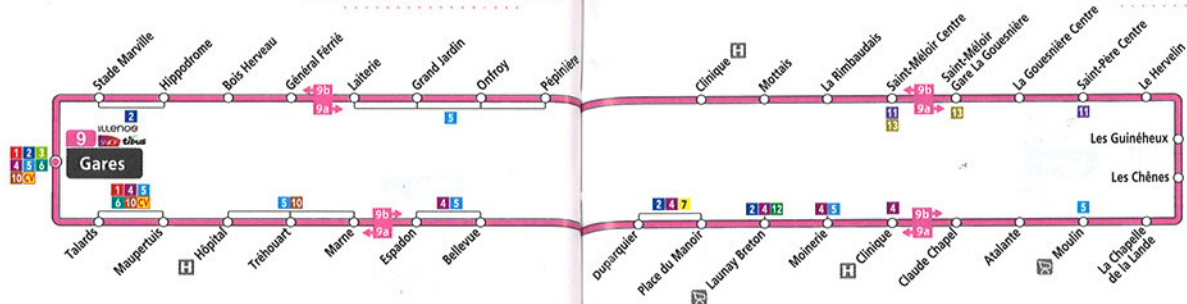 Stade Marville
Hippodrome
Bois Herveau
Général Férrié
Laiterie
Grand Jardin
Onfroy
Pépinière
Clinique H
Mottais
La Rimbaudais
Saint-Méloir Centre
Saint-Méloir
Gare La Gouesnière
La Gouesnière Centre
Saint-Père Centre
Le Hervelin
2
9b
9a
5
11
13
9b
9a
13
11
9
tibus
Gares
1 2 3
4 5 6
10 CV
Les Guinéheux
Les Chênes
1 4 5
6 10 CV
5 10
9b
9a
4 5
2 4 7
2 4 12
4 5
4
9b
9a
5
Talards
Maupertuis
H Hôpital
Tréhouart
Marne
Espadon
Bellevue
Duparquier
Place du Manoir
Launay Breton
Moinerie
H Clinique
Claude Chapel
Atalante
Moulin
La Chapelle
de la Lande